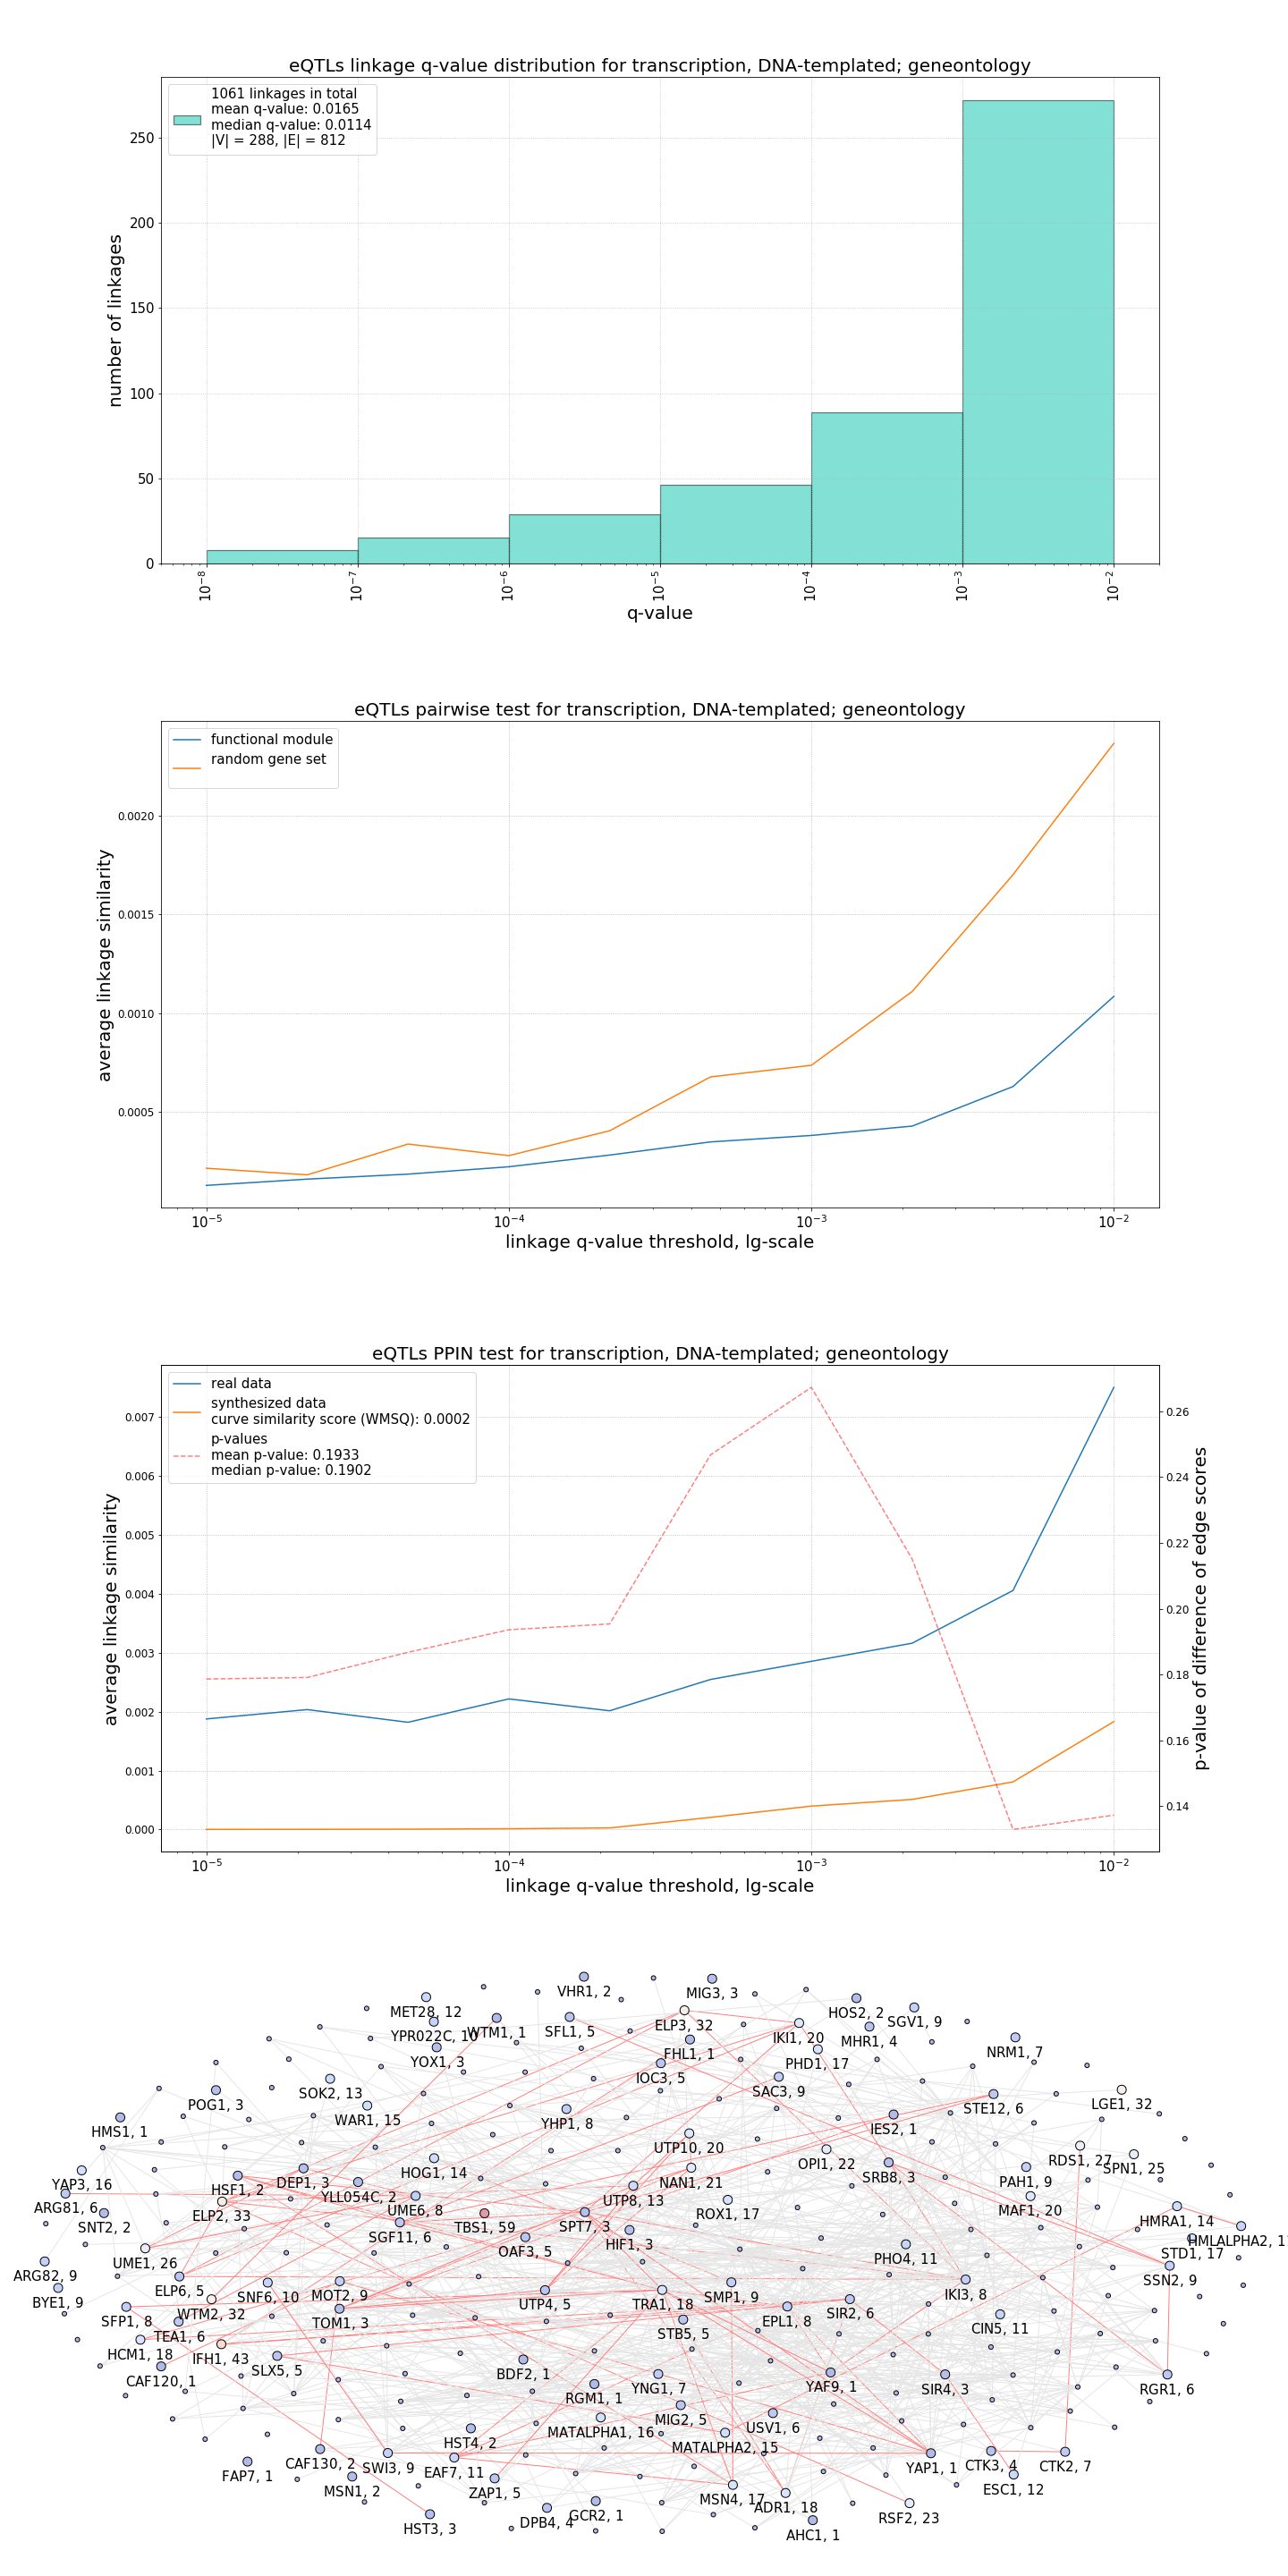 eQTLs linkage q-value distribution for transcription, DNA-templated; geneontology
1061 linkages in total
mean q-value: 0.0165
median q-value: 0.0114
|V| = 288, |E| = 812
number of linkages
250
200
150
100
50
0
10⁻⁸ 10⁻⁷ 10⁻⁶ 10⁻⁵ 10⁻⁴ 10⁻³ 10⁻²
q-value
eQTLs pairwise test for transcription, DNA-templated; geneontology
functional module
random gene set
average linkage similarity
0.0020
0.0015
0.0010
0.0005
10⁻⁵ 10⁻⁴ 10⁻³ 10⁻²
linkage q-value threshold, lg-scale
eQTLs PPIN test for transcription, DNA-templated; geneontology
real data
synthesized data
curve similarity score (WMSQ): 0.0002
p-values
mean p-value: 0.1933
median p-value: 0.1902
average linkage similarity
0.007
0.006
0.005
0.004
0.003
0.002
0.001
0.000
0.26
0.24
0.22
0.20
0.18
0.16
0.14
p-value of difference of edge scores
10⁻⁵ 10⁻⁴ 10⁻³ 10⁻²
linkage q-value threshold, lg-scale
VHR1, 2
MIG3, 3
MET28, 12
HOS2, 2
SGV1, 9
YPR022C, 10
WTM1, 1
SFL1, 5
ELP3, 32
IKI1, 20
MHR1, 4
YOX1, 3
FHL1, 1
PHD1, 17
NRM1, 7
IOC3, 5
SAC3, 9
SOK2, 13
POG1, 3
WAR1, 15
YHP1, 8
STE12, 6
LGE1, 32
HMS1, 1
IES2, 1
UTP10, 20
OPI1, 22
RDS1, 27
SPN1, 25
YAP3, 16
HSF1, 2
DEP1, 3
HOG1, 14
NAN1, 21
SRB8, 3
PAH1, 9
YLL054C, 2
ARG81, 6
ELP2, 33
UME6, 8
UTP8, 13
ROX1, 17
MAF1, 20
SNT2, 2
SGF11, 6
TBS1, 59
SPT7, 3
HMRA1, 14
HIF1, 3
OAF3, 5
HMLALPHA2, 17
STD1, 17
UME1, 26
PHO4, 11
ARG82, 9
ELP6, 5
SNF6, 10
MOT2, 9
UTP4, 5
TRA1, 18
SMP1, 9
IKI3, 8
SSN2, 9
BYE1, 9
WTM2, 32
SFP1, 8
TEA1, 6
TOM1, 3
STB5, 5
EPL1, 8
SIR2, 6
CIN5, 11
HCM1, 18
IFH1, 43
SLX5, 5
CAF120, 1
BDF2, 1
RGM1, 1
YNG1, 7
YAF9, 1
SIR4, 3
RGR1, 6
MATALPHA1, 16
MIG2, 5
USV1, 6
HST4, 2
MATALPHA2, 15
CAF130, 2
SWI3, 9
EAF7, 11
FAP7, 1
YAP1, 1
CTK3, 4
CTK2, 7
MSN1, 2
ZAP1, 5
ESC1, 12
MSN4, 17
ADR1, 18
HST3, 3
DPB4, 4
GCR2, 1
RSF2, 23
AHC1, 1